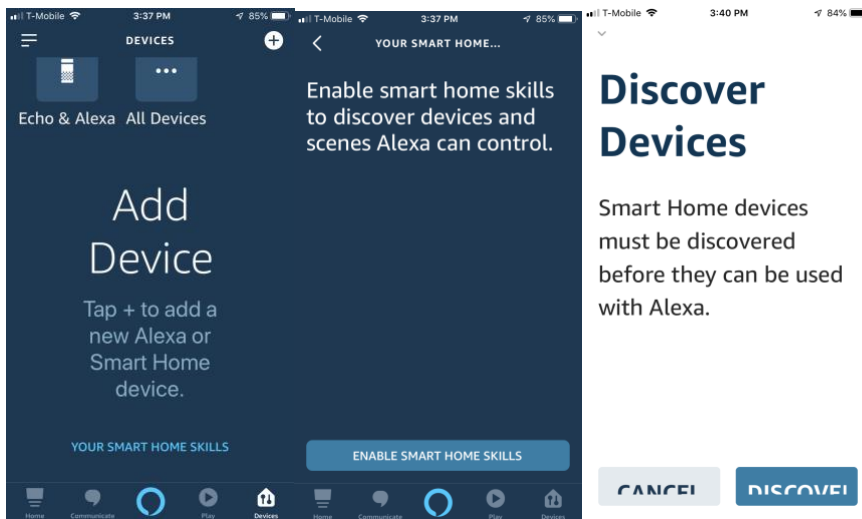 T-Mobile 3:37 PM 85%
DEVICES
Echo & Alexa All Devices
Add
Device
Tap + to add a
new Alexa or
Smart Home
device.
YOUR SMART HOME SKILLS
Home Communicate Play Devices
T-Mobile 3:37 PM 85%
YOUR SMART HOME...
Enable smart home skills
to discover devices and
scenes Alexa can control.
ENABLE SMART HOME SKILLS
Home Communicate Play Devices
T-Mobile 3:40 PM 84%
Discover
Devices
Smart Home devices
must be discovered
before they can be used
with Alexa.
CANCEL DISCOVER